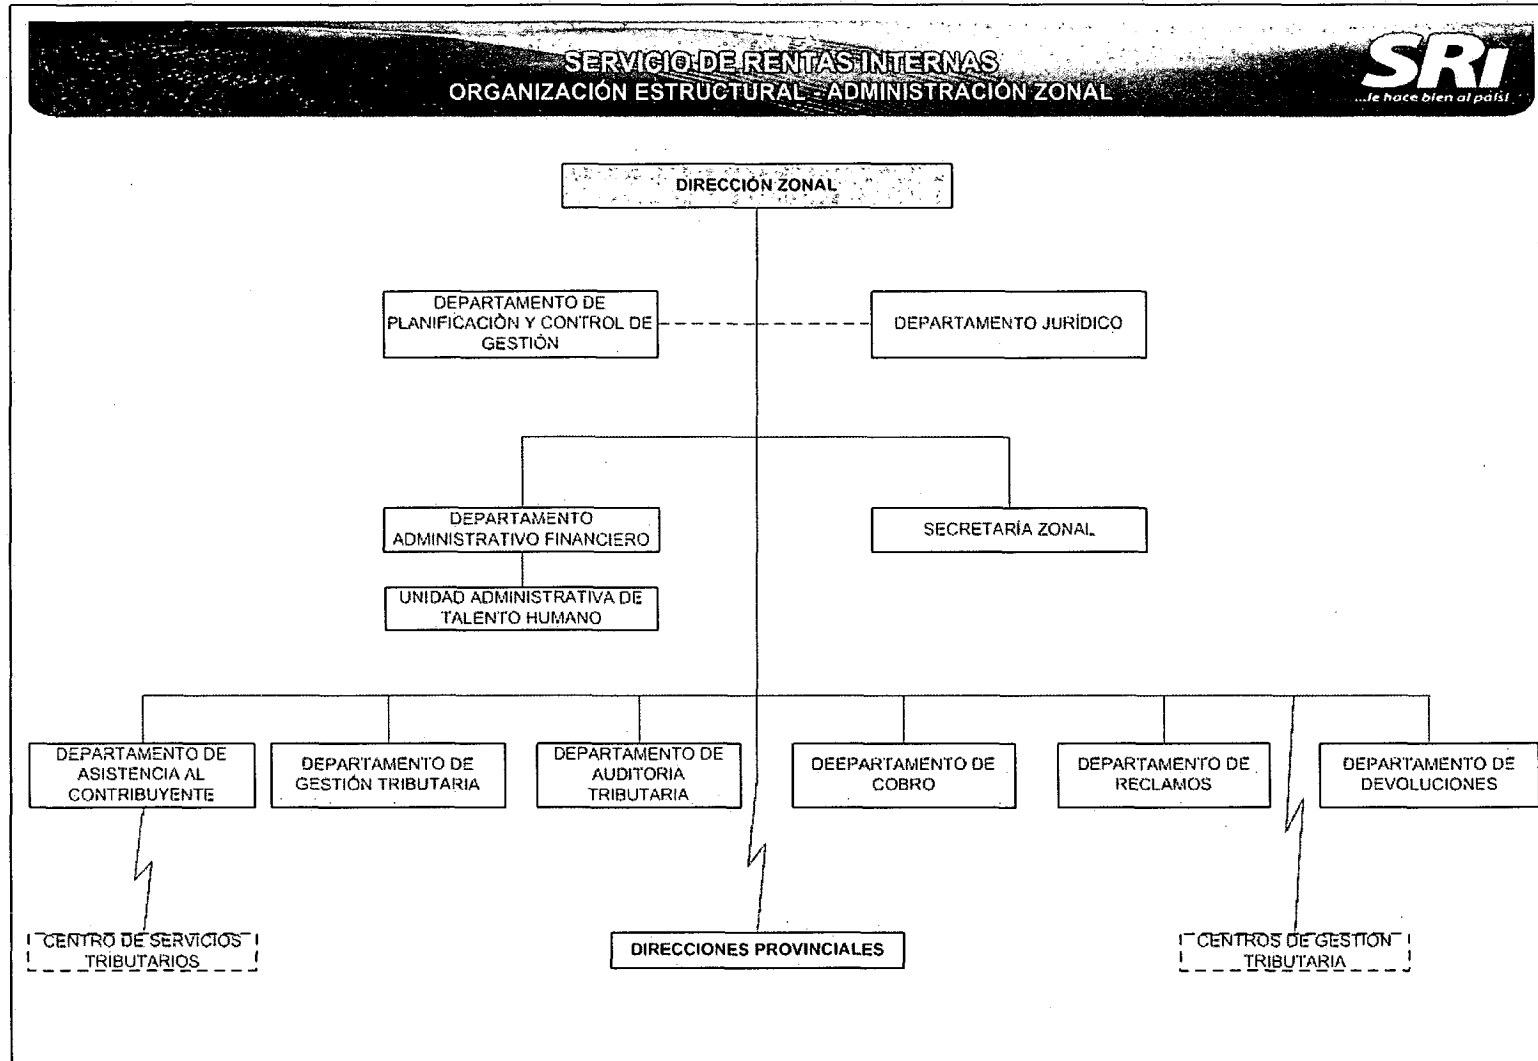 SERVICIO DE RENTAS INTERNAS
ORGANIZACIÓN ESTRUCTURAL - ADMINISTRACIÓN ZONAL
SRi
...le hace bien al país!
DIRECCIÓN ZONAL
DEPARTAMENTO DE
PLANIFICACIÓN Y CONTROL DE
GESTIÓN
DEPARTAMENTO JURÍDICO
DEPARTAMENTO
ADMINISTRATIVO FINANCIERO
SECRETARÍA ZONAL
UNIDAD ADMINISTRATIVA DE
TALENTO HUMANO
DEPARTAMENTO DE
ASISTENCIA AL
CONTRIBUYENTE
DEPARTAMENTO DE
GESTIÓN TRIBUTARIA
DEPARTAMENTO DE
AUDITORIA
TRIBUTARIA
DEEPARTAMENTO DE
COBRO
DEPARTAMENTO DE
RECLAMOS
DEPARTAMENTO DE
DEVOLUCIONES
CENTRO DE SERVICIOS
TRIBUTARIOS
DIRECCIONES PROVINCIALES
CENTROS DE GESTIÓN
TRIBUTARIA